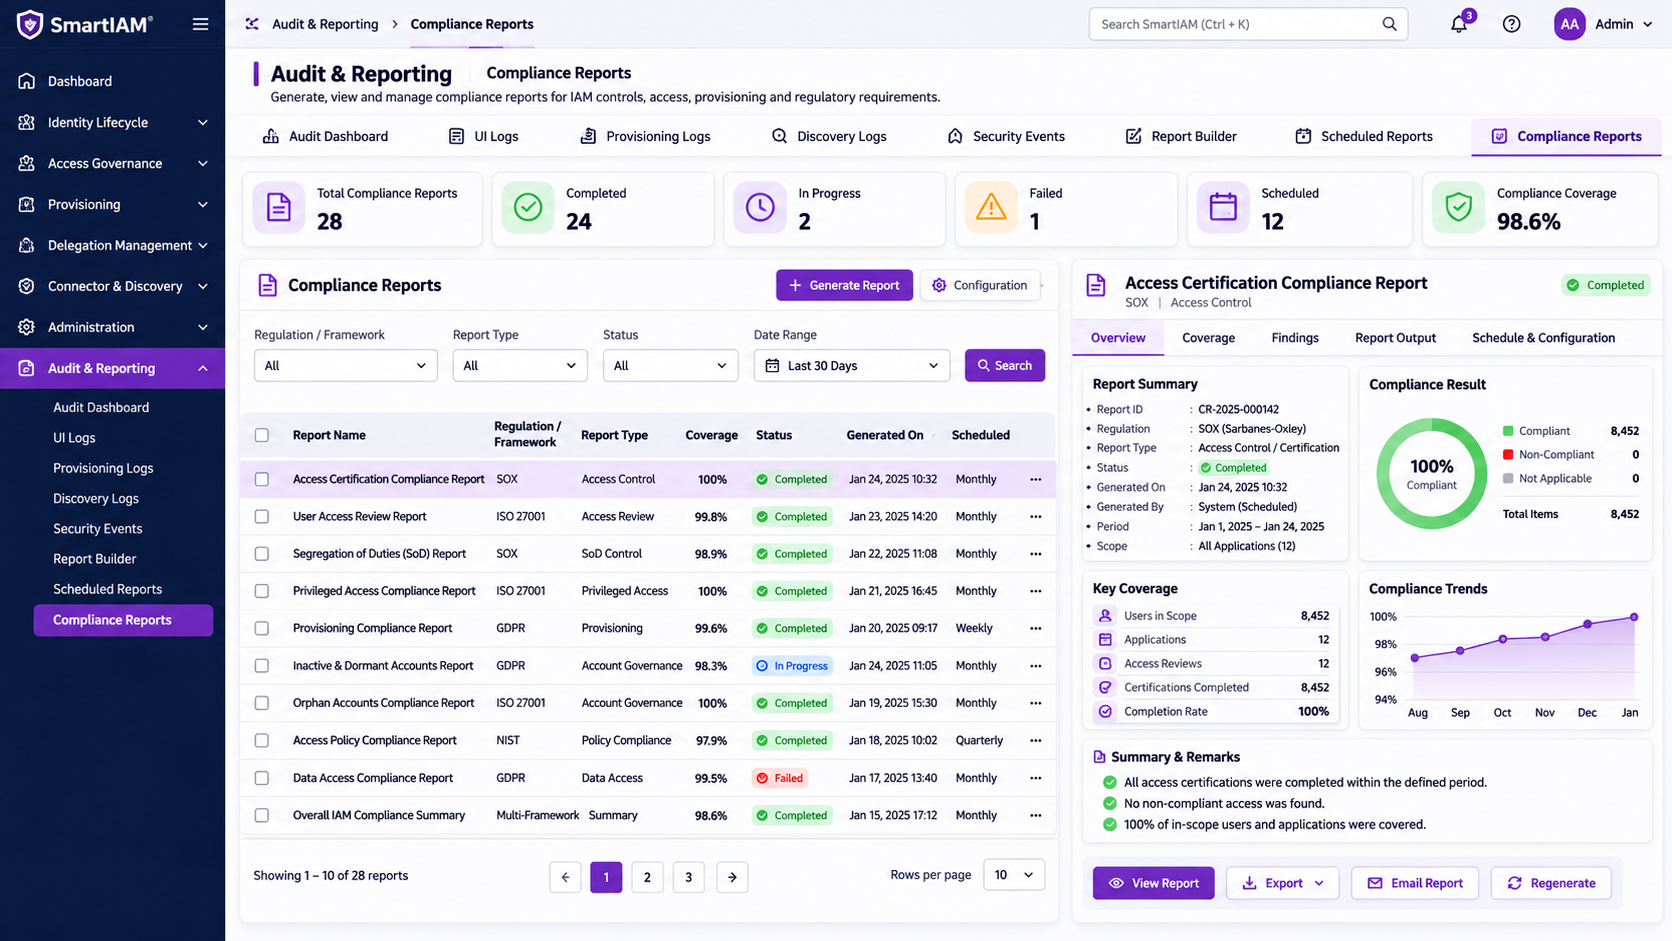 SmartIAM®
Dashboard
Identity Lifecycle
Access Governance
Provisioning
Delegation Management
Connector & Discovery
Administration
Audit & Reporting
Audit Dashboard
UI Logs
Provisioning Logs
Discovery Logs
Security Events
Report Builder
Scheduled Reports
Compliance Reports
Audit & Reporting > Compliance Reports
Search SmartIAM (Ctrl + K)
3
AA Admin
Audit & Reporting Compliance Reports
Generate, view and manage compliance reports for IAM controls, access, provisioning and regulatory requirements.
Audit Dashboard UI Logs Provisioning Logs Discovery Logs Security Events Report Builder Scheduled Reports Compliance Reports
Total Compliance Reports
28
Completed
24
In Progress
2
Failed
1
Scheduled
12
Compliance Coverage
98.6%
Compliance Reports
+ Generate Report
Configuration
Regulation / Framework Report Type Status Date Range
All All All Last 30 Days Search
Report Name Regulation / Framework Report Type Coverage Status Generated On Scheduled
Access Certification Compliance Report SOX Access Control 100% Completed Jan 24, 2025 10:32 Monthly ···
User Access Review Report ISO 27001 Access Review 99.8% Completed Jan 23, 2025 14:20 Monthly ···
Segregation of Duties (SoD) Report SOX SoD Control 98.9% Completed Jan 22, 2025 11:08 Monthly ···
Privileged Access Compliance Report ISO 27001 Privileged Access 100% Completed Jan 21, 2025 16:45 Monthly ···
Provisioning Compliance Report GDPR Provisioning 99.6% Completed Jan 20, 2025 09:17 Weekly ···
Inactive & Dormant Accounts Report GDPR Account Governance 98.3% In Progress Jan 24, 2025 11:05 Monthly ···
Orphan Accounts Compliance Report ISO 27001 Account Governance 100% Completed Jan 19, 2025 15:30 Monthly ···
Access Policy Compliance Report NIST Policy Compliance 97.9% Completed Jan 18, 2025 10:02 Quarterly ···
Data Access Compliance Report GDPR Data Access 99.5% Failed Jan 17, 2025 13:40 Monthly ···
Overall IAM Compliance Summary Multi-Framework Summary 98.6% Completed Jan 15, 2025 17:12 Monthly ···
Showing 1 – 10 of 28 reports
← 1 2 3 →
Rows per page 10
Access Certification Compliance Report
Completed
SOX | Access Control
Overview Coverage Findings Report Output Schedule & Configuration
Report Summary
• Report ID : CR-2025-000142
• Regulation : SOX (Sarbanes-Oxley)
• Report Type : Access Control / Certification
• Status : Completed
• Generated On : Jan 24, 2025 10:32
• Generated By : System (Scheduled)
• Period : Jan 1, 2025 – Jan 24, 2025
• Scope : All Applications (12)
Compliance Result
100%
Compliant
Compliant 8,452
Non-Compliant 0
Not Applicable 0
Total Items 8,452
Key Coverage
Users in Scope 8,452
Applications 12
Access Reviews 12
Certifications Completed 8,452
Completion Rate 100%
Compliance Trends
100%
98%
96%
94%
Aug Sep Oct Nov Dec Jan
Summary & Remarks
All access certifications were completed within the defined period.
No non-compliant access was found.
100% of in-scope users and applications were covered.
View Report
Export
Email Report
Regenerate